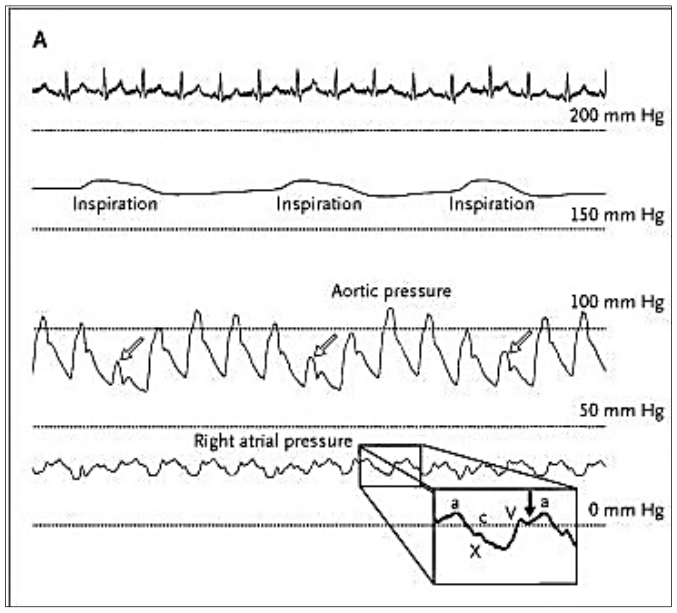 A
200 mm Hg
Inspiration Inspiration Inspiration
150 mm Hg
Aortic pressure
100 mm Hg
50 mm Hg
Right atrial pressure
0 mm Hg
a a
c V
X